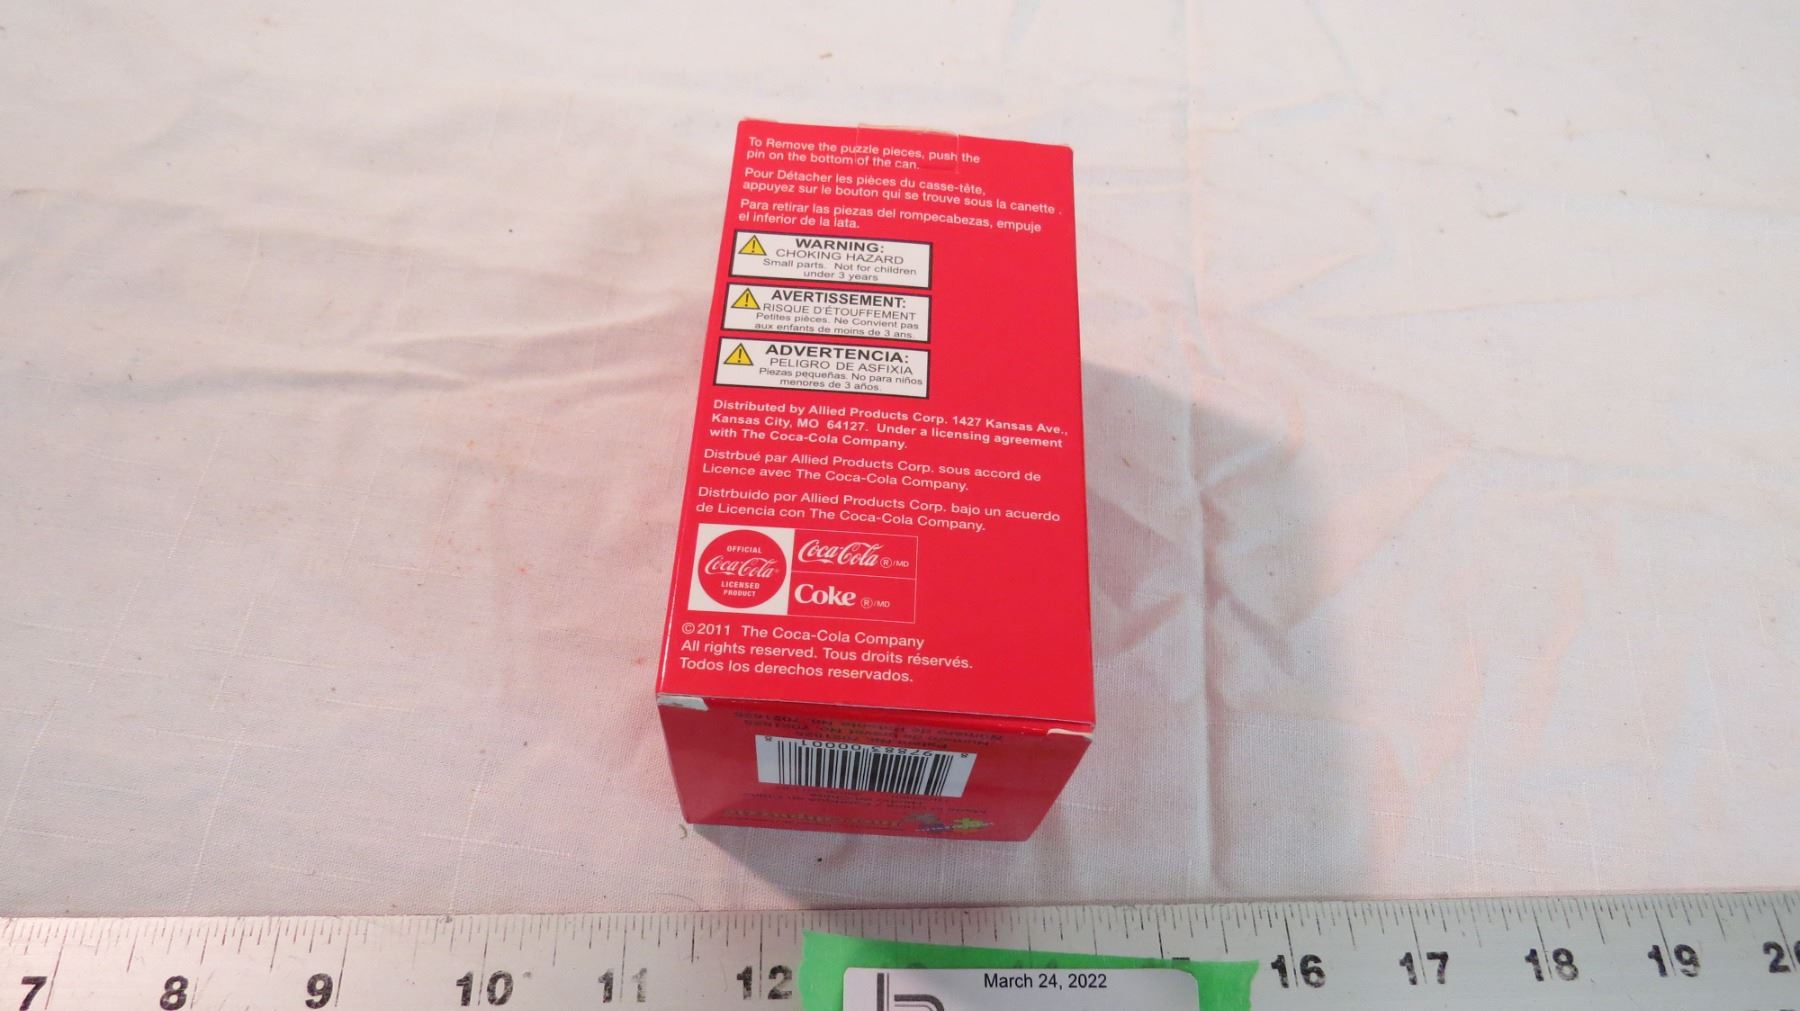 To Remove the puzzle pieces, push the
pin on the bottom of the can.
Pour Détacher les pièces du casse-tête,
appuyez sur le bouton qui se trouve sous la canette .
Para retirar las piezas del rompecabezas, empuje
el inferior de la lata.
WARNING:
CHOKING HAZARD
Small parts. Not for children
under 3 years
AVERTISSEMENT:
RISQUE D'ÉTOUFFEMENT
Petites pièces. Ne Convient pas
aux enfants de moins de 3 ans.
ADVERTENCIA:
PELIGRO DE ASFIXIA
Piezas pequeñas. No para niños
menores de 3 años.
Distributed by Allied Products Corp. 1427 Kansas Ave.,
Kansas City, MO 64127. Under a licensing agreement
with The Coca-Cola Company.
Distrbué par Allied Products Corp. sous accord de
Licence avec The Coca-Cola Company.
Distrbuido por Allied Products Corp. bajo un acuerdo
de Licencia con The Coca-Cola Company.
OFFICIAL
Coca-Cola
LICENSED
PRODUCT
Coca-Cola ®/MD
Coke ®/MD
© 2011 The Coca-Cola Company
All rights reserved. Tous droits réservés.
Todos los derechos reservados.
8 97883 00001 8
7 8 9 10 11 12 16 17 18 19
March 24, 2022